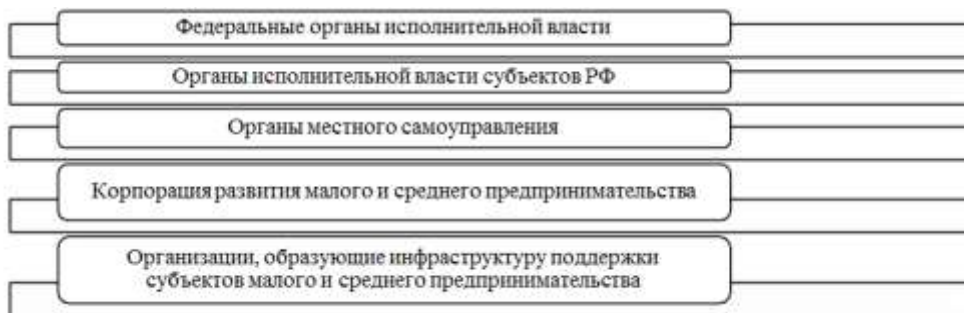 Федеральные органы исполнительной власти
Органы исполнительной власти субъектов РФ
Органы местного самоуправления
Корпорация развития малого и среднего предпринимательства
Организации, образующие инфраструктуру поддержки
субъектов малого и среднего предпринимательства